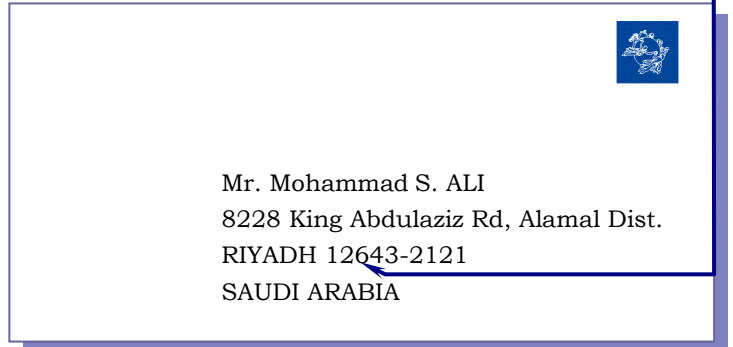 Mr. Mohammad S. ALI
8228 King Abdulaziz Rd, Alamal Dist.
RIYADH 12643-2121
SAUDI ARABIA